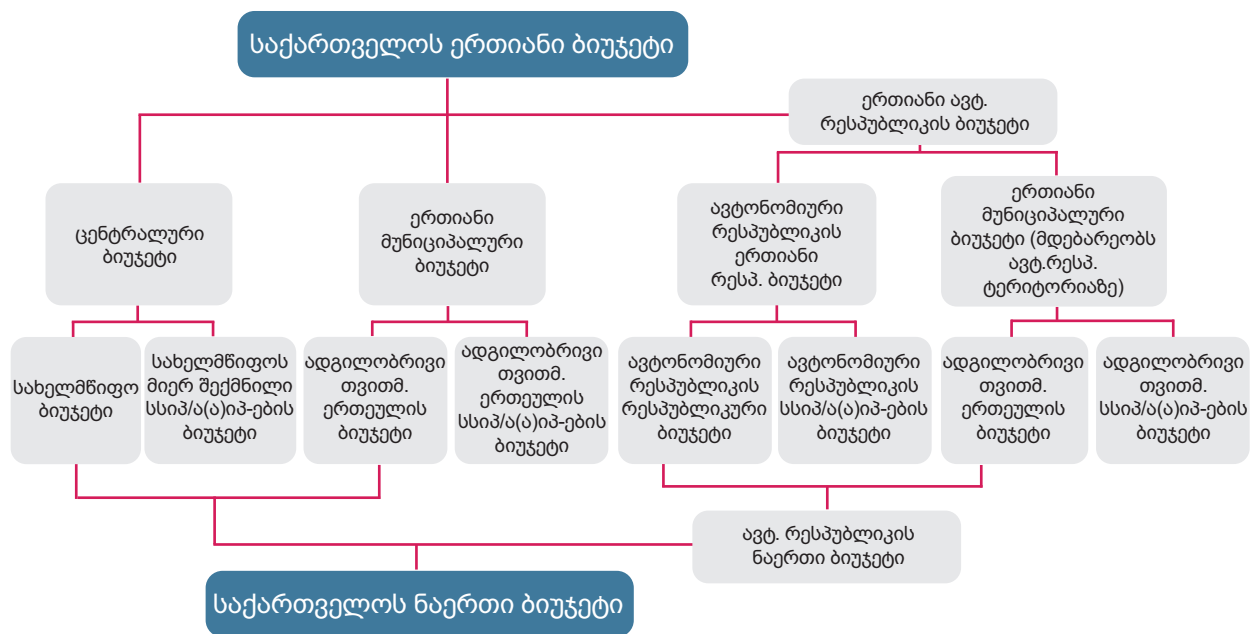 საქართველოს ერთიანი ბიუჯეტი
ერთიანი ავტ.
რესპუბლიკის ბიუჯეტი
ცენტრალური
ბიუჯეტი
ერთიანი
მუნიციპალური
ბიუჯეტი
ავტონომიური
რესპუბლიკის
ერთიანი
რესპ. ბიუჯეტი
ერთიანი
მუნიციპალური
ბიუჯეტი (მდებარეობს
ავტ.რესპ.
ტერიტორიაზე)
სახელმწიფო
ბიუჯეტი
სახელმწიფოს
მიერ შექმნილი
სსიპ/ა(ა)იპ-ების
ბიუჯეტი
ადგილობრივი
თვითმ.
ერთეულის
ბიუჯეტი
ადგილობრივი
თვითმ.
ერთეულის
სსიპ/ა(ა)იპ-ების
ბიუჯეტი
ავტონომიური
რესპუბლიკის
რესპუბლიკური
ბიუჯეტი
ავტონომიური
რესპუბლიკის
სსიპ/ა(ა)იპ-ების
ბიუჯეტი
ადგილობრივი
თვითმ.
ერთეულის
ბიუჯეტი
ადგილობრივი
თვითმ.
სსიპ/ა(ა)იპ-ების
ბიუჯეტი
ავტ. რესპუბლიკის
ნაერთი ბიუჯეტი
საქართველოს ნაერთი ბიუჯეტი